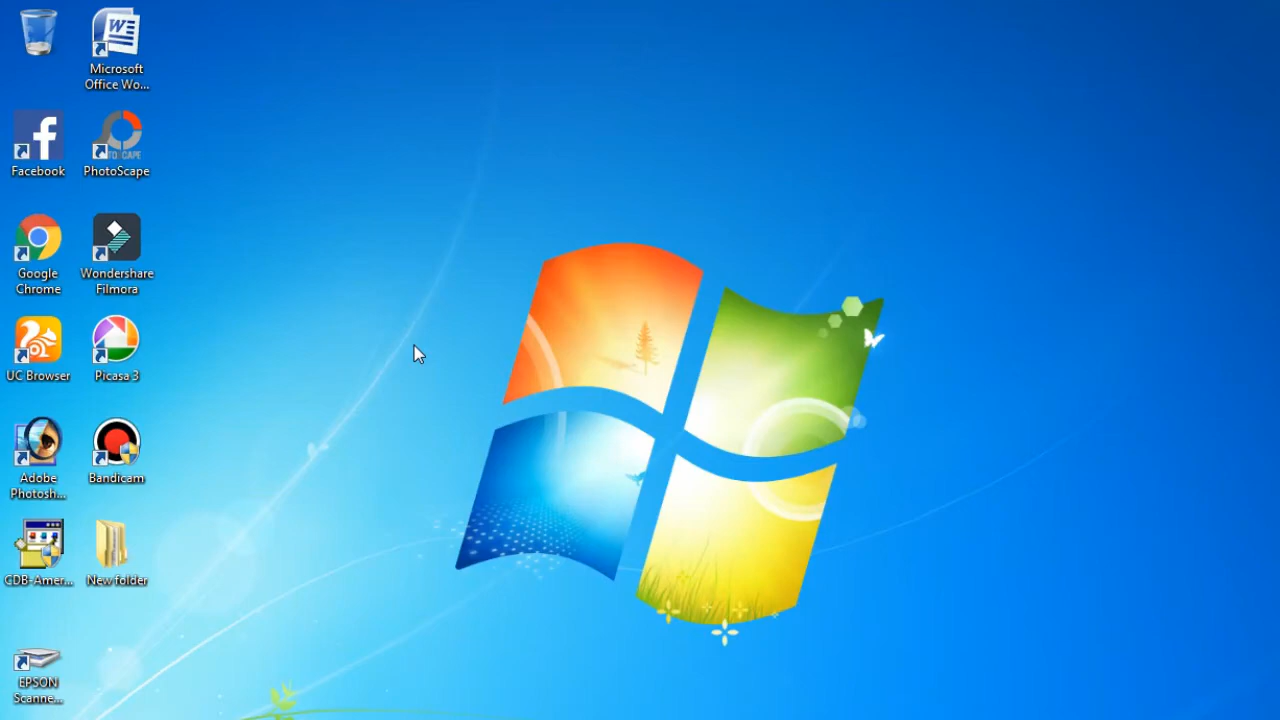 Microsoft
Office Wo...
Facebook
PhotoScape
Google
Chrome
Wondershare
Filmora
UC Browser
Picasa 3
Adobe
Photosh...
Bandicam
CDB-Amer...
New folder
EPSON
Scanne...